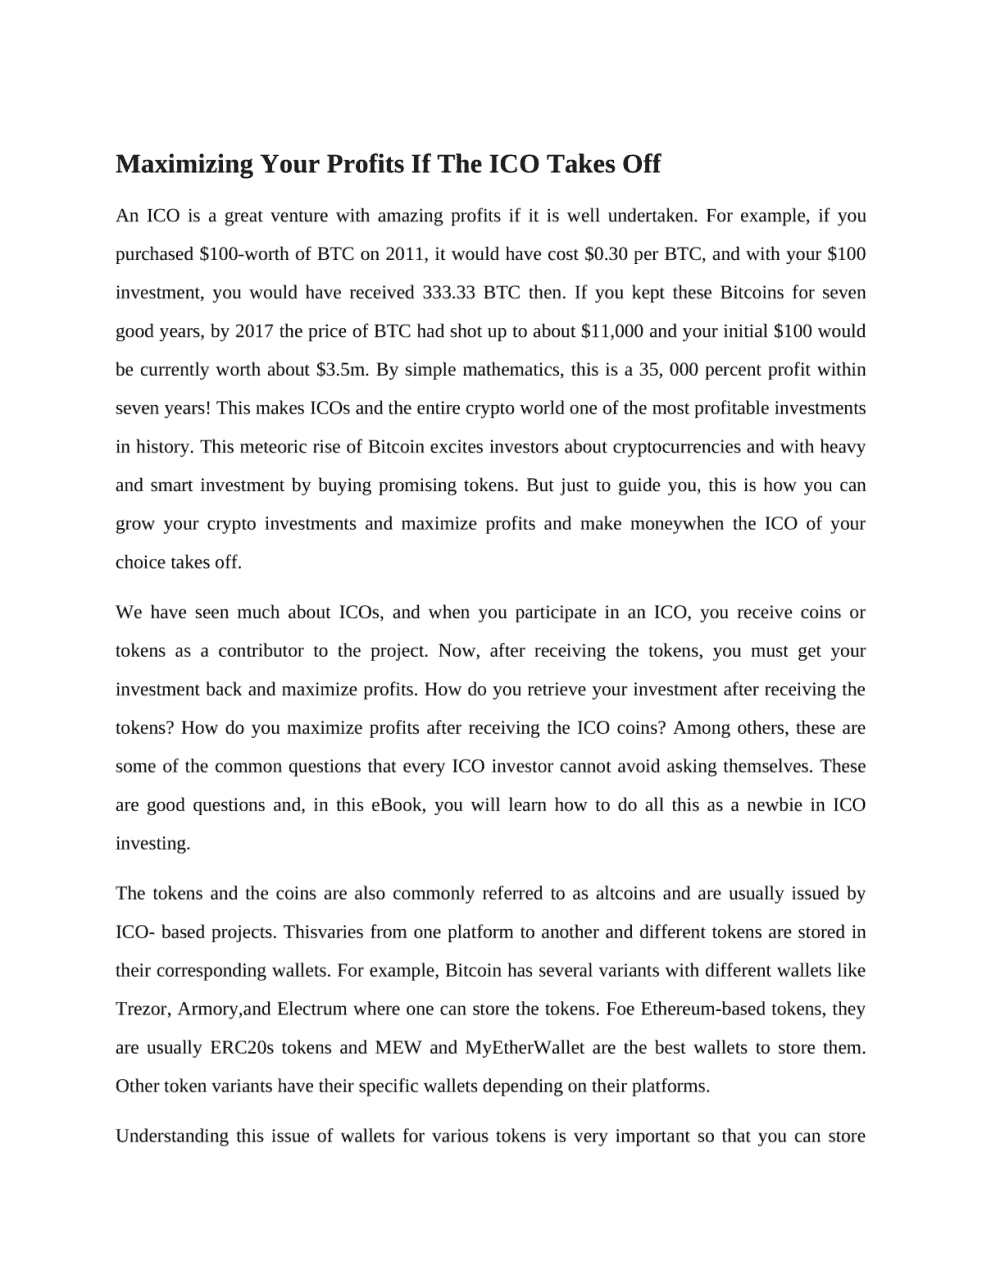 Maximizing Your Profits If The ICO Takes Off
An ICO is a great venture with amazing profits if it is well undertaken. For example, if you
purchased $100-worth of BTC on 2011, it would have cost $0.30 per BTC, and with your $100
investment, you would have received 333.33 BTC then. If you kept these Bitcoins for seven
good years, by 2017 the price of BTC had shot up to about $11,000 and your initial $100 would
be currently worth about $3.5m. By simple mathematics, this is a 35, 000 percent profit within
seven years! This makes ICOs and the entire crypto world one of the most profitable investments
in history. This meteoric rise of Bitcoin excites investors about cryptocurrencies and with heavy
and smart investment by buying promising tokens. But just to guide you, this is how you can
grow your crypto investments and maximize profits and make moneywhen the ICO of your
choice takes off.
We have seen much about ICOs, and when you participate in an ICO, you receive coins or
tokens as a contributor to the project. Now, after receiving the tokens, you must get your
investment back and maximize profits. How do you retrieve your investment after receiving the
tokens? How do you maximize profits after receiving the ICO coins? Among others, these are
some of the common questions that every ICO investor cannot avoid asking themselves. These
are good questions and, in this eBook, you will learn how to do all this as a newbie in ICO
investing.
The tokens and the coins are also commonly referred to as altcoins and are usually issued by
ICO- based projects. Thisvaries from one platform to another and different tokens are stored in
their corresponding wallets. For example, Bitcoin has several variants with different wallets like
Trezor, Armory,and Electrum where one can store the tokens. Foe Ethereum-based tokens, they
are usually ERC20s tokens and MEW and MyEtherWallet are the best wallets to store them.
Other token variants have their specific wallets depending on their platforms.
Understanding this issue of wallets for various tokens is very important so that you can store